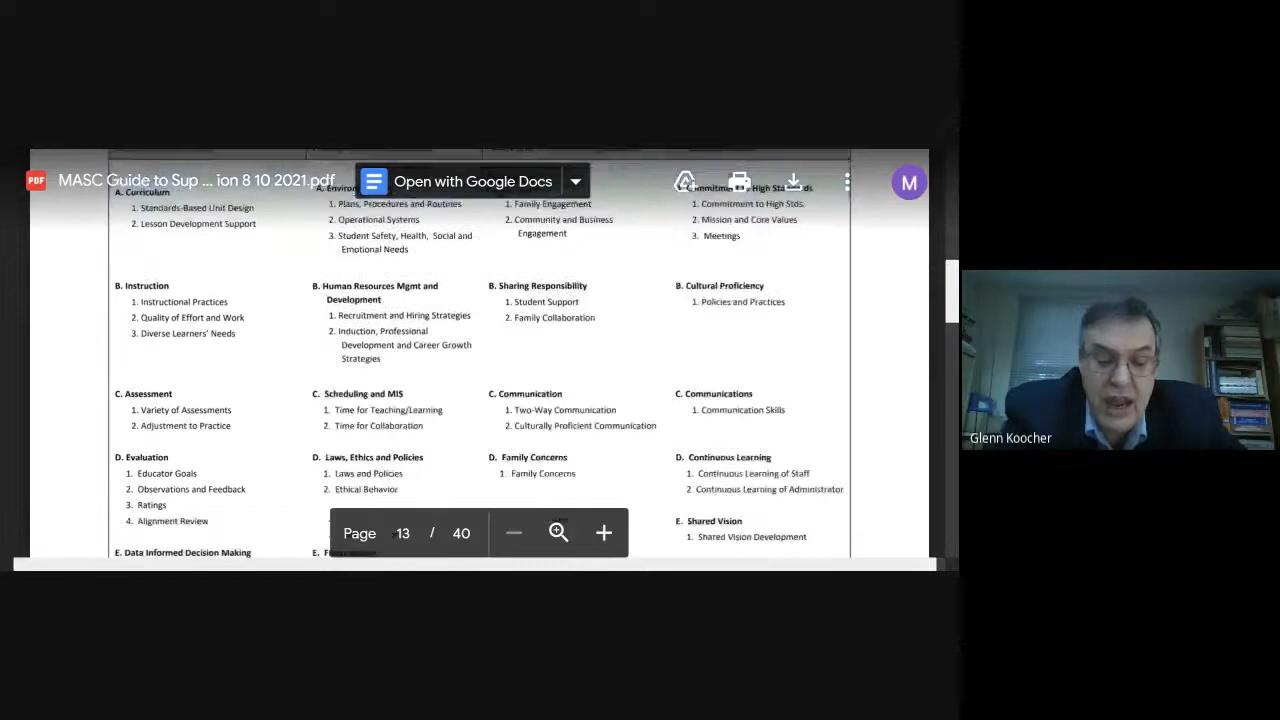 MASC Guide to Sup ... ion 8 10 2021.pdf
Open with Google Docs
M
A. Curriculum
1. Standards-Based Unit Design
2. Lesson Development Support
B. Instruction
1. Instructional Practices
2. Quality of Effort and Work
3. Diverse Learners' Needs
C. Assessment
1. Variety of Assessments
2. Adjustment to Practice
D. Evaluation
1. Educator Goals
2. Observations and Feedback
3. Ratings
4. Alignment Review
E. Data Informed Decision Making
1. Plans, Procedures and Routines
2. Operational Systems
3. Student Safety, Health, Social and
Emotional Needs
B. Human Resources Mgmt and
Development
1. Recruitment and Hiring Strategies
2. Induction, Professional
Development and Career Growth
Strategies
C. Scheduling and MIS
1. Time for Teaching/Learning
2. Time for Collaboration
D. Laws, Ethics and Policies
1. Laws and Policies
2. Ethical Behavior
E.
1. Family Engagement
2. Community and Business
Engagement
B. Sharing Responsibility
1. Student Support
2. Family Collaboration
C. Communication
1. Two-Way Communication
2. Culturally Proficient Communication
D. Family Concerns
1. Family Concerns
Commitment to High Standards
1. Commitment to High Stds.
2. Mission and Core Values
3. Meetings
B. Cultural Proficiency
1. Policies and Practices
C. Communications
1. Communication Skills
D. Continuous Learning
1. Continuous Learning of Staff
2. Continuous Learning of Administrator
E. Shared Vision
1. Shared Vision Development
Page 13 / 40
Glenn Koocher